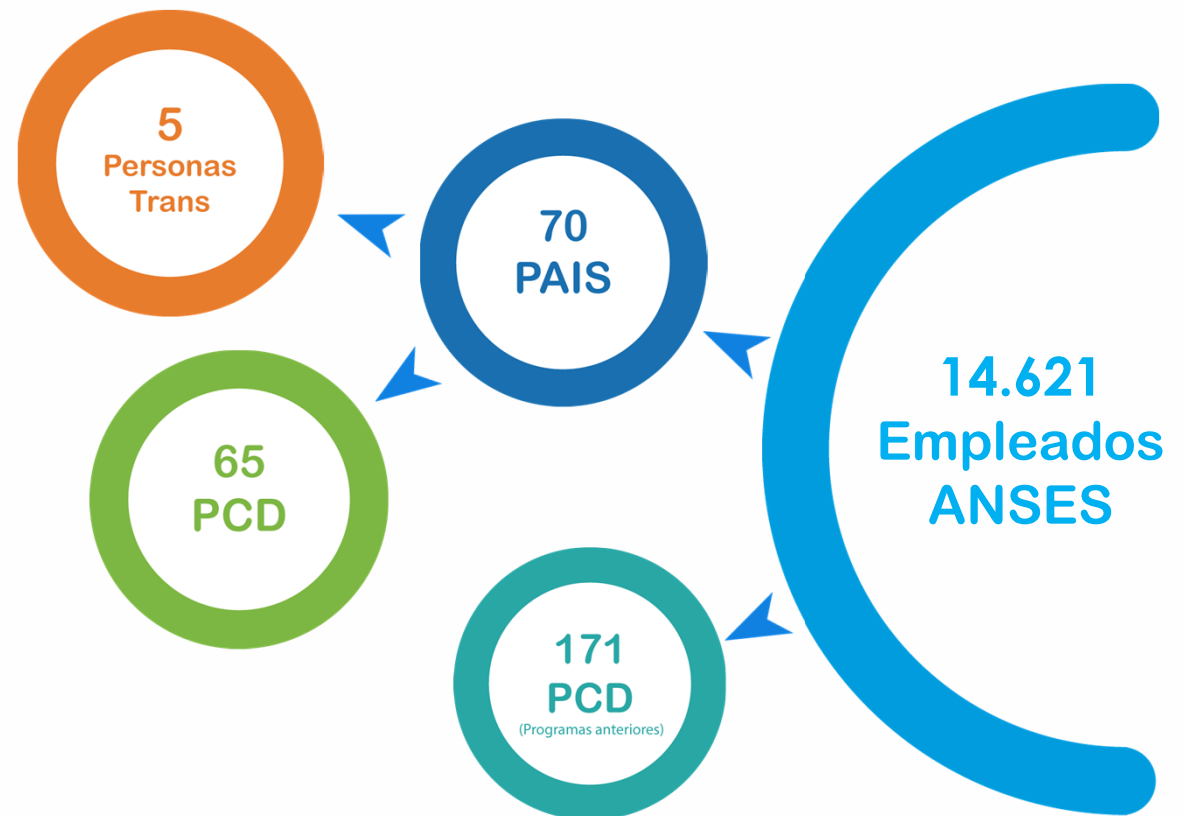 5
Personas
Trans
70
PAIS
14.621
Empleados
ANSES
65
PCD
171
PCD
(Programas anteriores)